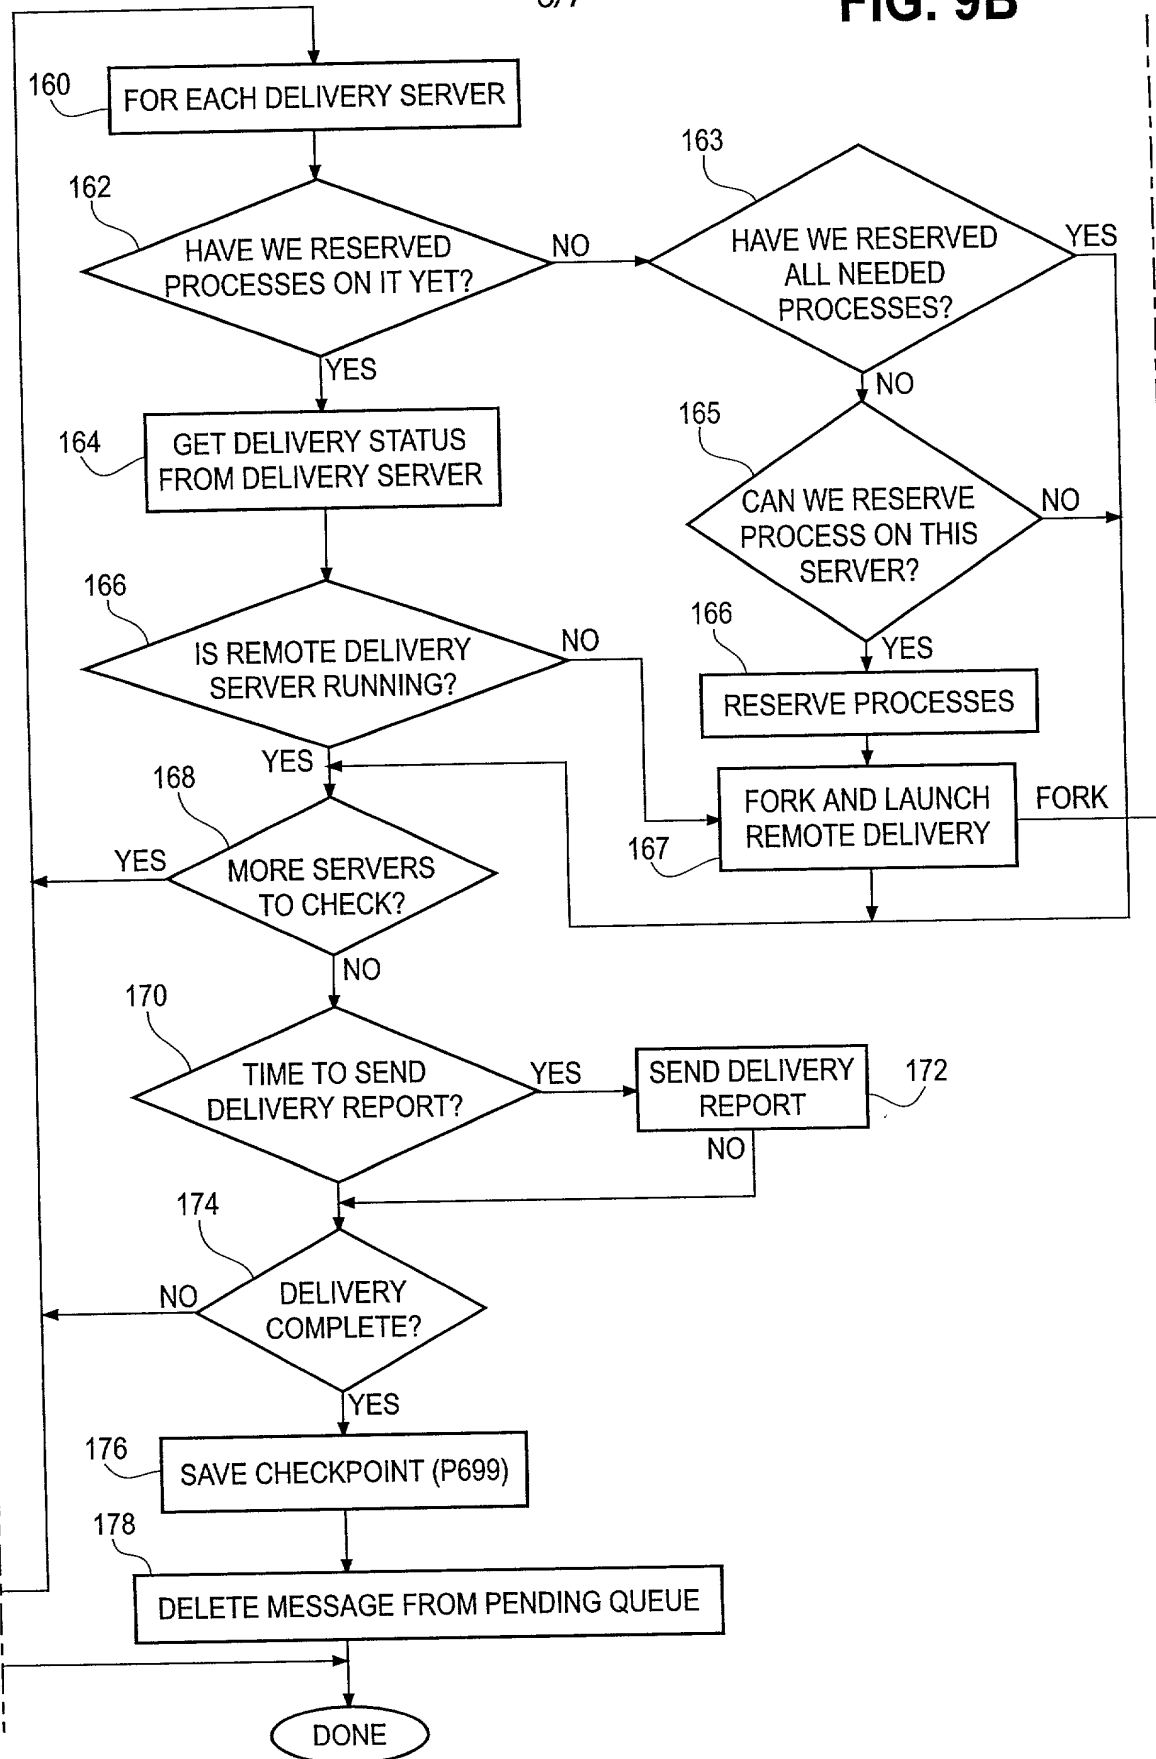 FIG. 9B
160
FOR EACH DELIVERY SERVER
162
HAVE WE RESERVED
PROCESSES ON IT YET?
NO
YES
163
HAVE WE RESERVED
ALL NEEDED
PROCESSES?
YES
NO
164
GET DELIVERY STATUS
FROM DELIVERY SERVER
165
CAN WE RESERVE
PROCESS ON THIS
SERVER?
NO
YES
166
IS REMOTE DELIVERY
SERVER RUNNING?
NO
YES
166
RESERVE PROCESSES
167
FORK AND LAUNCH
REMOTE DELIVERY
FORK
168
MORE SERVERS
TO CHECK?
YES
NO
170
TIME TO SEND
DELIVERY REPORT?
YES
172
SEND DELIVERY
REPORT
NO
174
DELIVERY
COMPLETE?
NO
YES
176
SAVE CHECKPOINT (P699)
178
DELETE MESSAGE FROM PENDING QUEUE
DONE